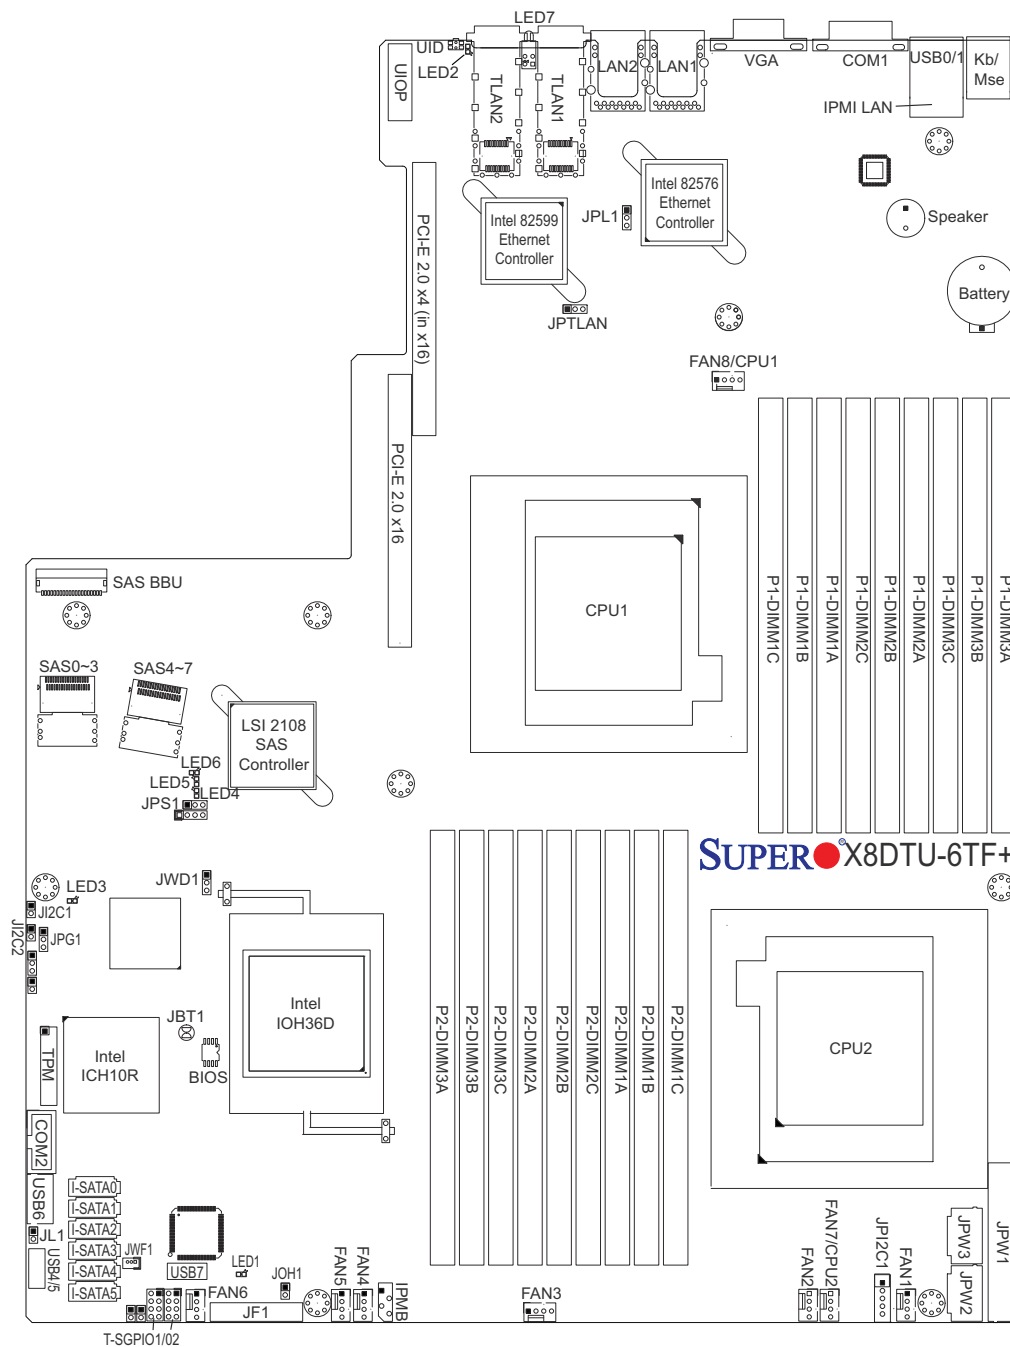 LED7
UID
LED2
UIOP
TLAN2
TLAN1
LAN2
LAN1
VGA
COM1
USB0/1
Kb/
Mse
IPMI LAN
Intel 82599
Ethernet
Controller
JPL1
Intel 82576
Ethernet
Controller
Speaker
Battery
JPTLAN
PCI-E 2.0 x4 (in x16)
FAN8/CPU1
PCI-E 2.0 x16
SAS BBU
CPU1
P1-DIMM1C
P1-DIMM1B
P1-DIMM1A
P1-DIMM2C
P1-DIMM2B
P1-DIMM2A
P1-DIMM3C
P1-DIMM3B
P1-DIMM3A
SAS0~3
SAS4~7
LSI 2108
SAS
Controller
LED6
LED5
LED4
JPS1
SUPER® X8DTU-6TF+
JWD1
LED3
JI2C1
JI2C2
JPG1
Intel
IOH36D
JBT1
BIOS
TPM
Intel
ICH10R
P2-DIMM3A
P2-DIMM3B
P2-DIMM3C
P2-DIMM2A
P2-DIMM2B
P2-DIMM2C
P2-DIMM1A
P2-DIMM1B
P2-DIMM1C
CPU2
COM2
USB6
I-SATA0
I-SATA1
I-SATA2
I-SATA3
I-SATA4
I-SATA5
JL1
USB4/5
JWF1
USB7
LED1
JOH1
FAN6
JF1
FAN5
FAN4
IPMB
FAN3
FAN2
FAN7/CPU2
JPI2C1
FAN1
JPW3
JPW2
JPW1
T-SGPIO1/02